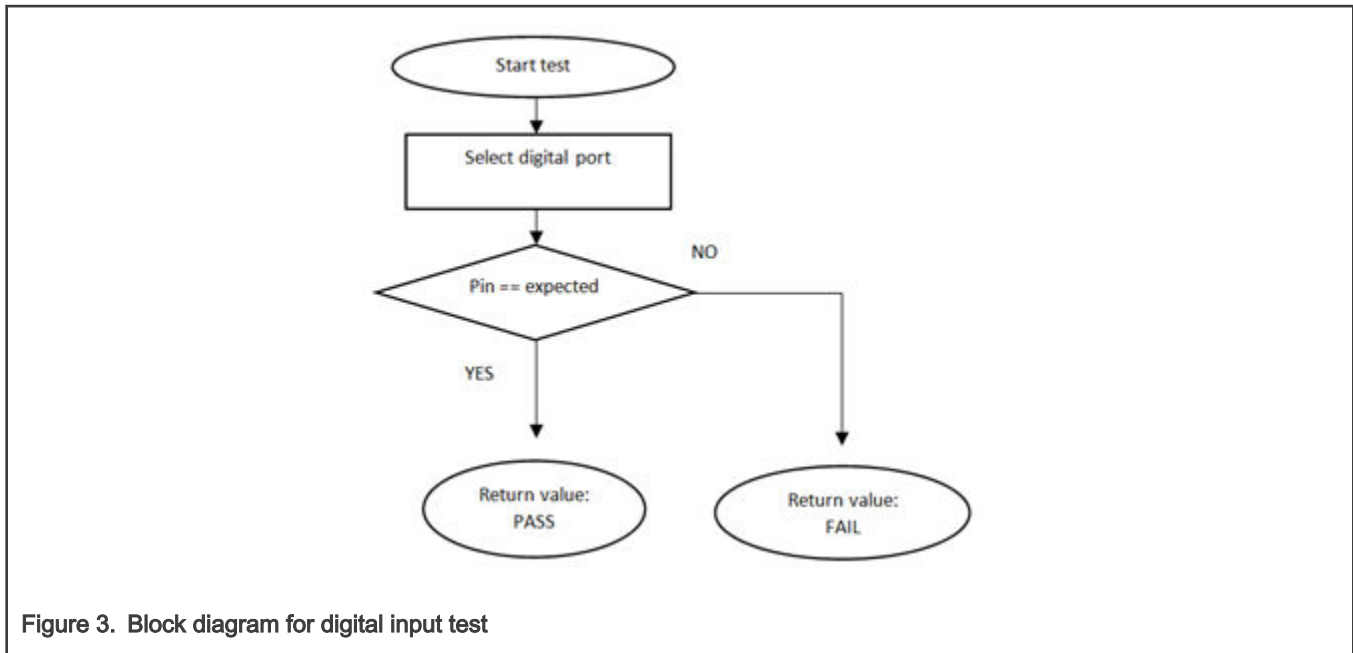 Start test
Select digital port
NO
Pin == expected
YES
Return value:
PASS
Return value:
FAIL
Figure 3. Block diagram for digital input test